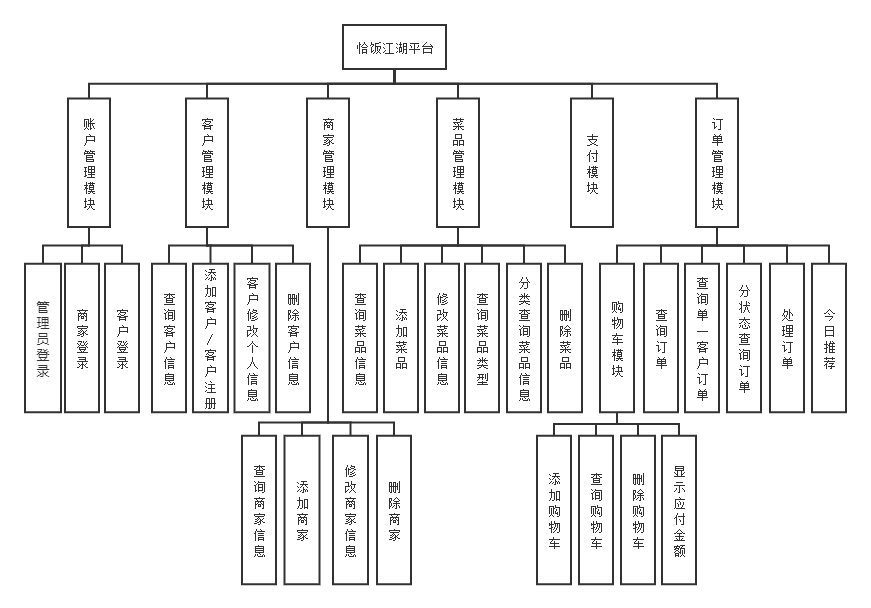 恰饭江湖平台
账户管理模块
客户管理模块
商家管理模块
菜品管理模块
支付模块
订单管理模块
管理员登录
商家登录
客户登录
查询客户信息
添加客户/客户注册
客户修改个人信息
删除客户信息
查询菜品信息
添加菜品
修改菜品信息
查询菜品类型
分类查询菜品信息
删除菜品
购物车模块
查询订单
查询单一客户订单
分状态查询订单
处理订单
今日推荐
查询商家信息
添加商家
修改商家信息
删除商家
添加购物车
查询购物车
删除购物车
显示应付金额